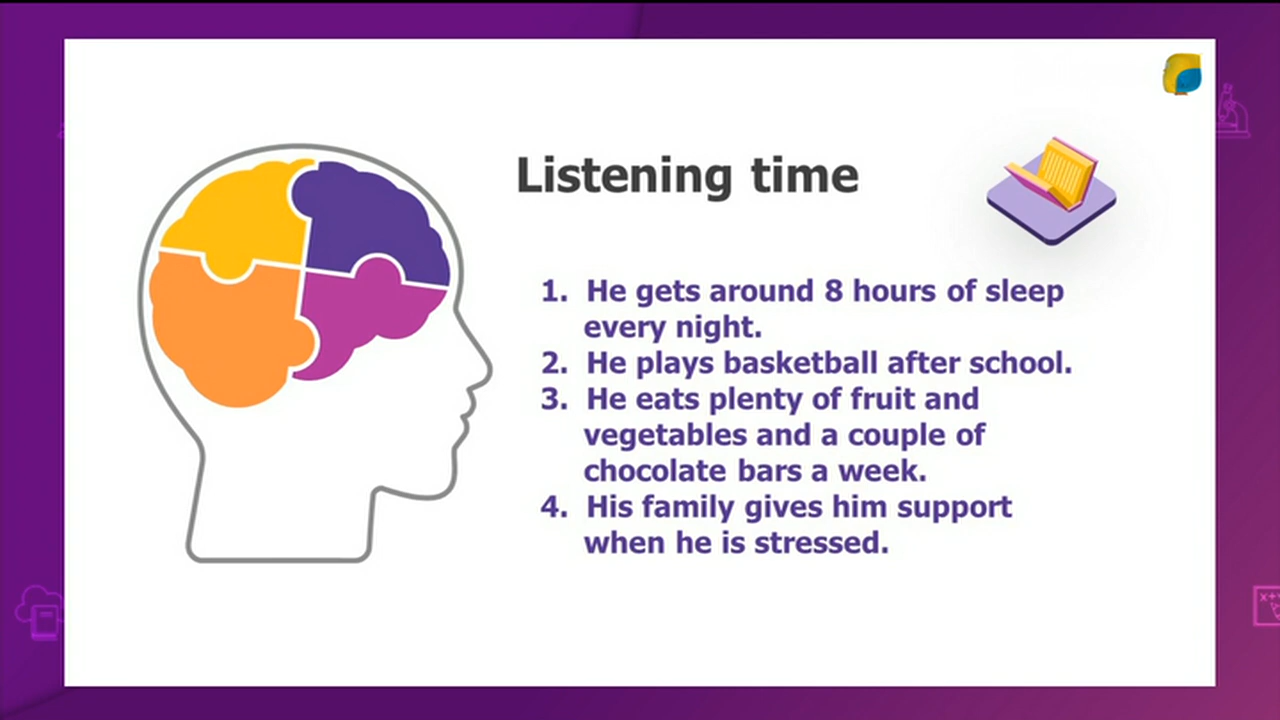 Listening time
1. He gets around 8 hours of sleep
every night.
2. He plays basketball after school.
3. He eats plenty of fruit and
vegetables and a couple of
chocolate bars a week.
4. His family gives him support
when he is stressed.